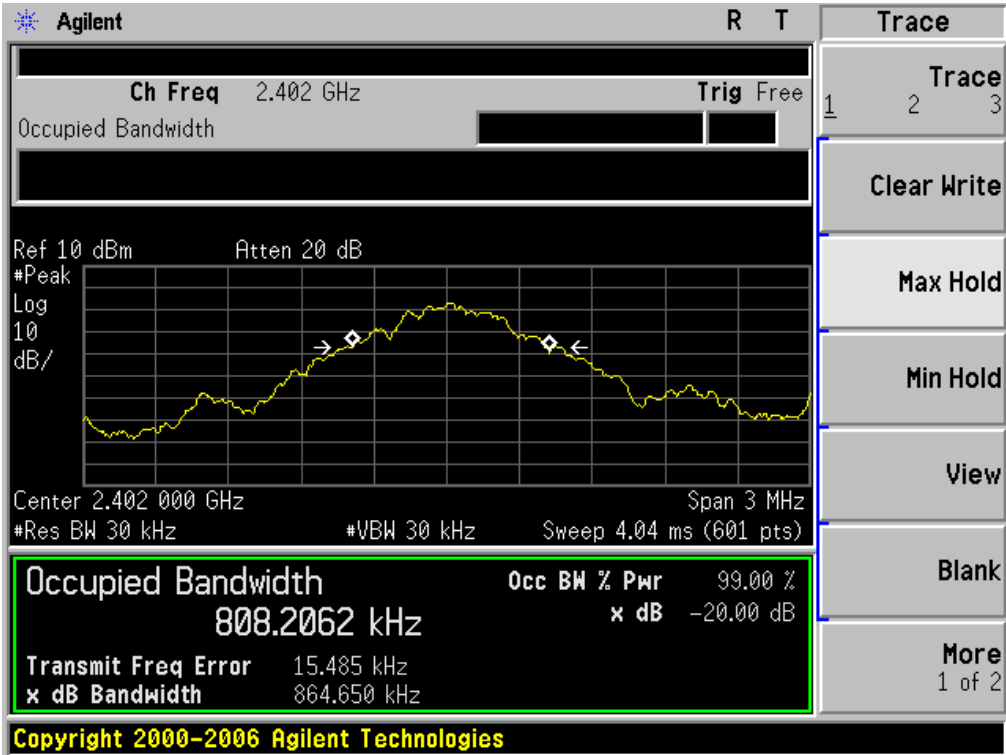 Agilent R T Trace
Ch Freq 2.402 GHz Trig Free
Occupied Bandwidth
Trace
1 2 3
Clear Write
Max Hold
Min Hold
View
Blank
More
1 of 2
Ref 10 dBm Atten 20 dB
#Peak
Log
10
dB/
Center 2.402 000 GHz Span 3 MHz
#Res BW 30 kHz #VBW 30 kHz Sweep 4.04 ms (601 pts)
Occupied Bandwidth Occ BW % Pwr 99.00 %
808.2062 kHz x dB -20.00 dB
Transmit Freq Error 15.485 kHz
x dB Bandwidth 864.650 kHz
Copyright 2000-2006 Agilent Technologies